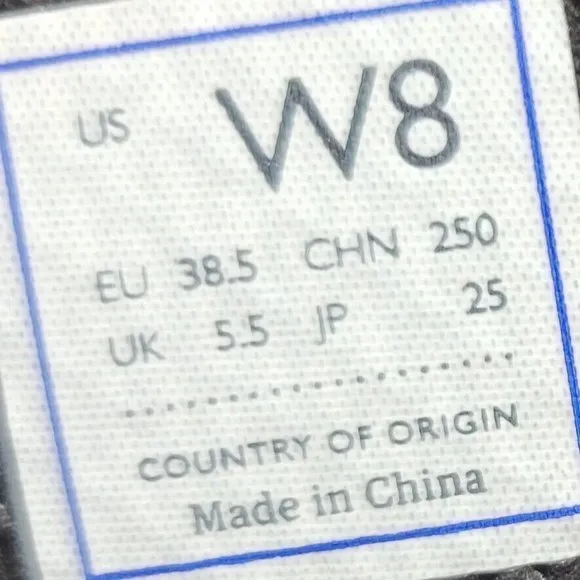 US W8
EU 38.5 CHN 250
UK 5.5 JP 25
COUNTRY OF ORIGIN
Made in China